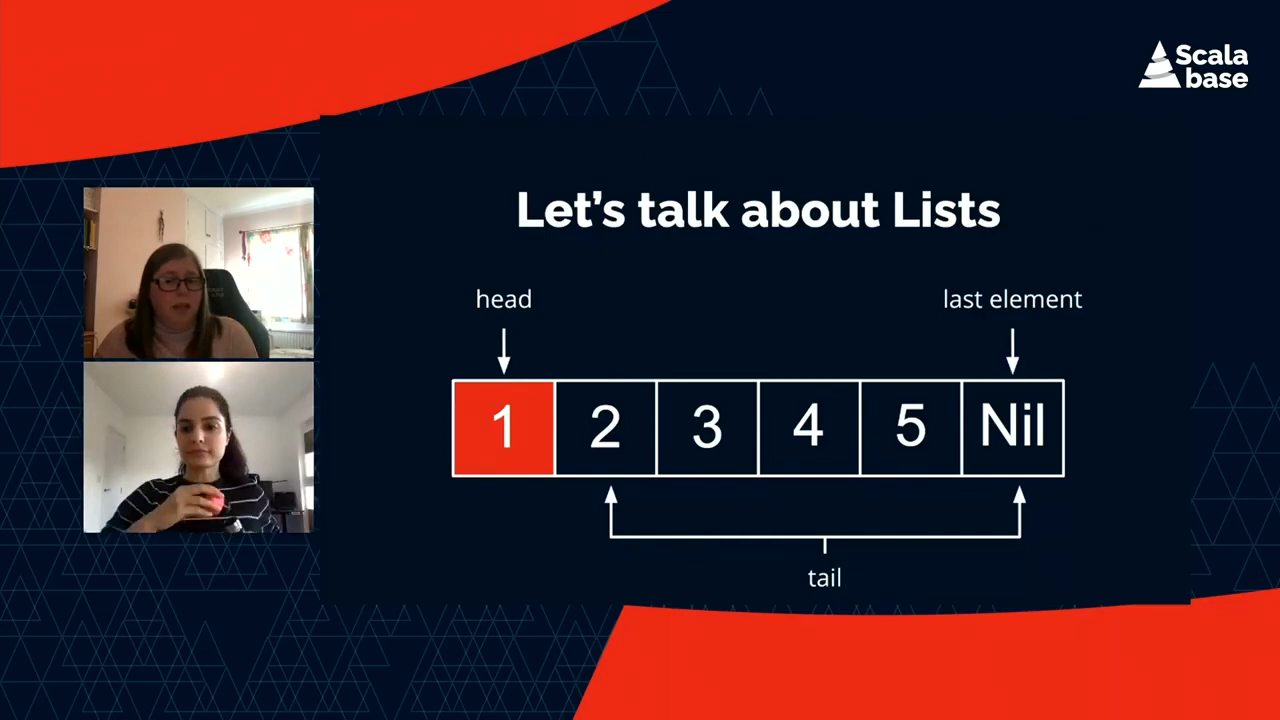 Scala
base
Let's talk about Lists
head
last element
1 2 3 4 5 Nil
tail